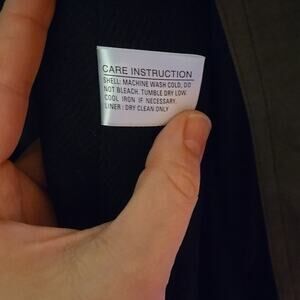 CARE INSTRUCTION
SHELL: MACHINE WASH COLD, DO
NOT BLEACH. TUMBLE DRY LOW.
COOL IRON IF NECESSARY.
LINER: DRY CLEAN ONLY